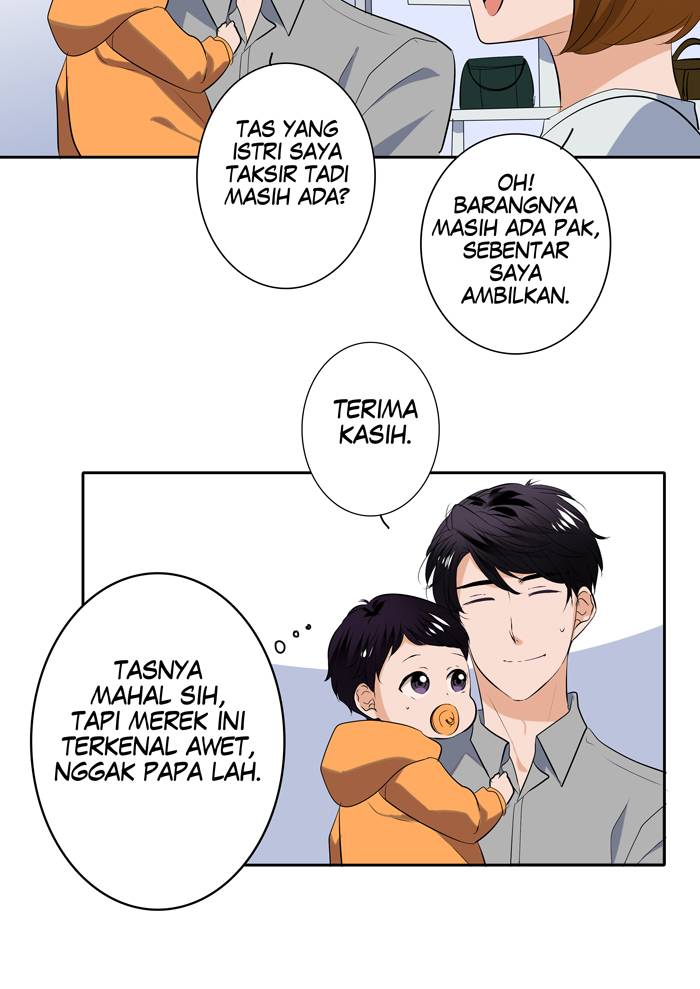 TAS YANG
ISTRI SAYA
TAKSIR TADI
MASIH ADA?
OH!
BARANGNYA
MASIH ADA PAK,
SEBENTAR
SAYA
AMBILKAN.
TERIMA
KASIH.
TASNYA
MAHAL SIH,
TAPI MEREK INI
TERKENAL AWET,
NGGAK PAPA LAH.